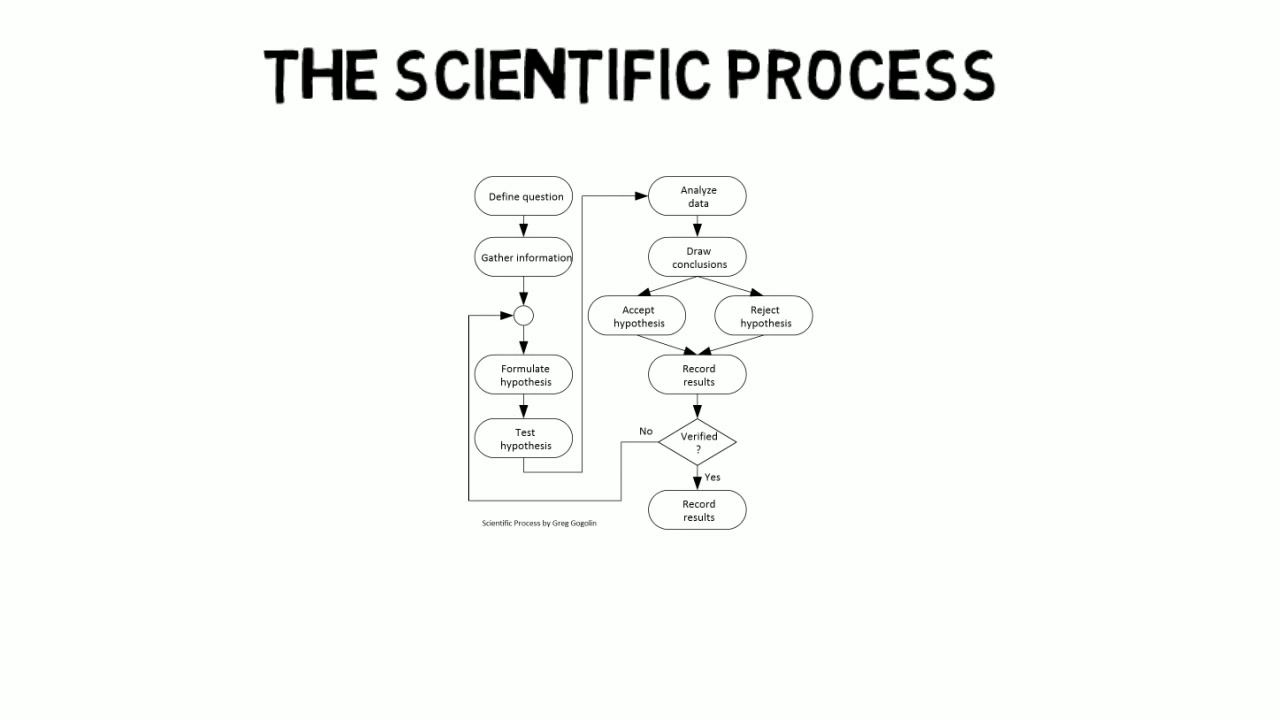 THE SCIENTIFIC PROCESS
Define question
Gather information
Formulate
hypothesis
Test
hypothesis
Analyze
data
Draw
conclusions
Accept
hypothesis
Reject
hypothesis
Record
results
Verified
?
No
Yes
Record
results
Scientific Process by Greg Gogolin